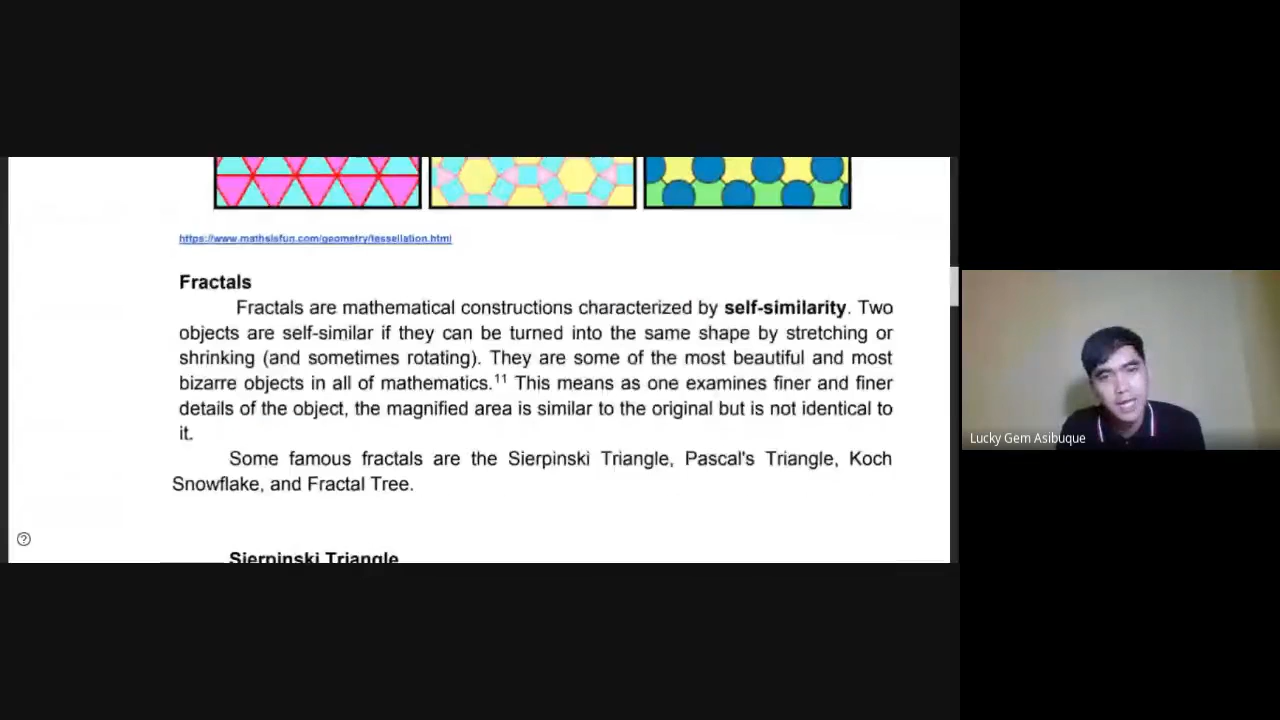 https://www.mathsisfun.com/geometry/tessellation.html
Fractals
Fractals are mathematical constructions characterized by self-similarity. Two
objects are self-similar if they can be turned into the same shape by stretching or
shrinking (and sometimes rotating). They are some of the most beautiful and most
bizarre objects in all of mathematics.11 This means as one examines finer and finer
details of the object, the magnified area is similar to the original but is not identical to
it.
Some famous fractals are the Sierpinski Triangle, Pascal's Triangle, Koch
Snowflake, and Fractal Tree.
Sierpinski Triangle
Lucky Gem Asibuque